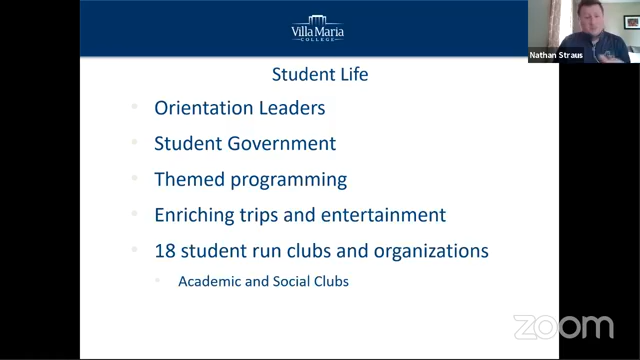 Villa Maria
COLLEGE
Nathan Straus
Student Life
Orientation Leaders
Student Government
Themed programming
Enriching trips and entertainment
18 student run clubs and organizations
Academic and Social Clubs
zoom